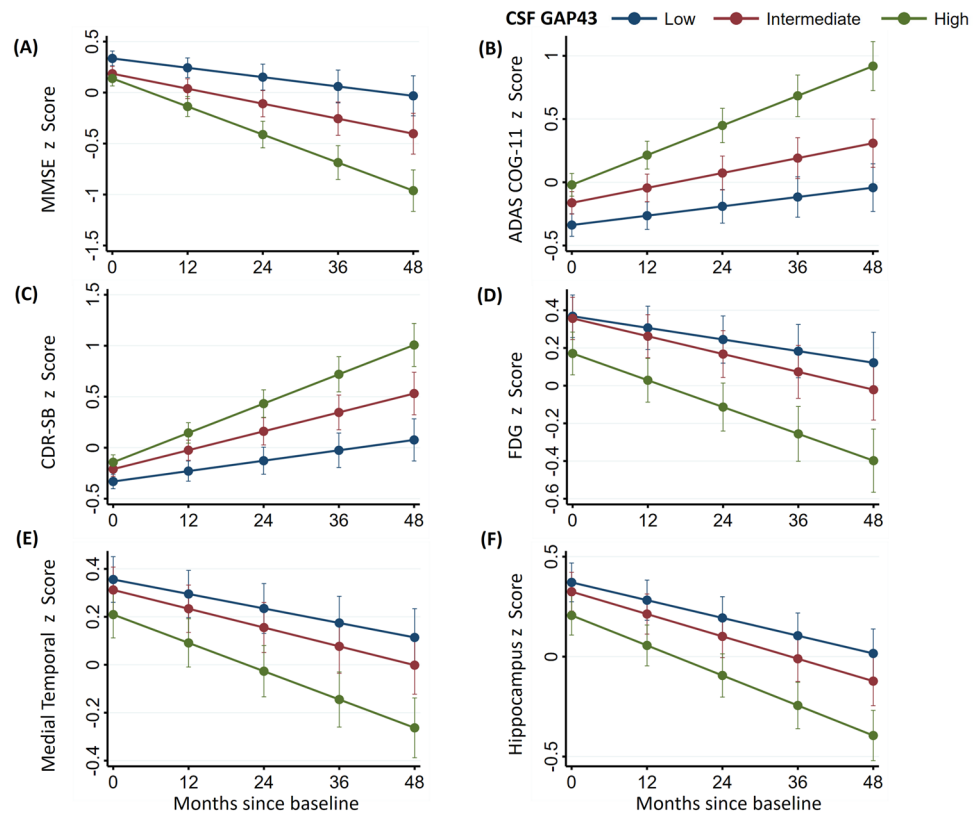 CSF GAP43 Low Intermediate High
(A)
MMSE z Score
0.5
0
-0.5
-1
-1.5
0 12 24 36 48
(B)
ADAS COG-11 z Score
1
0.5
0
-0.5
0 12 24 36 48
(C)
CDR-SB z Score
1.5
1
0.5
0
-0.5
0 12 24 36 48
(D)
FDG z Score
0.4
0.2
0
-0.2
-0.4
-0.6
0 12 24 36 48
(E)
Medial Temporal z Score
0.4
0.2
0
-0.2
-0.4
0 12 24 36 48
Months since baseline
(F)
Hippocampus z Score
0.5
0
0.5
0 12 24 36 48
Months since baseline